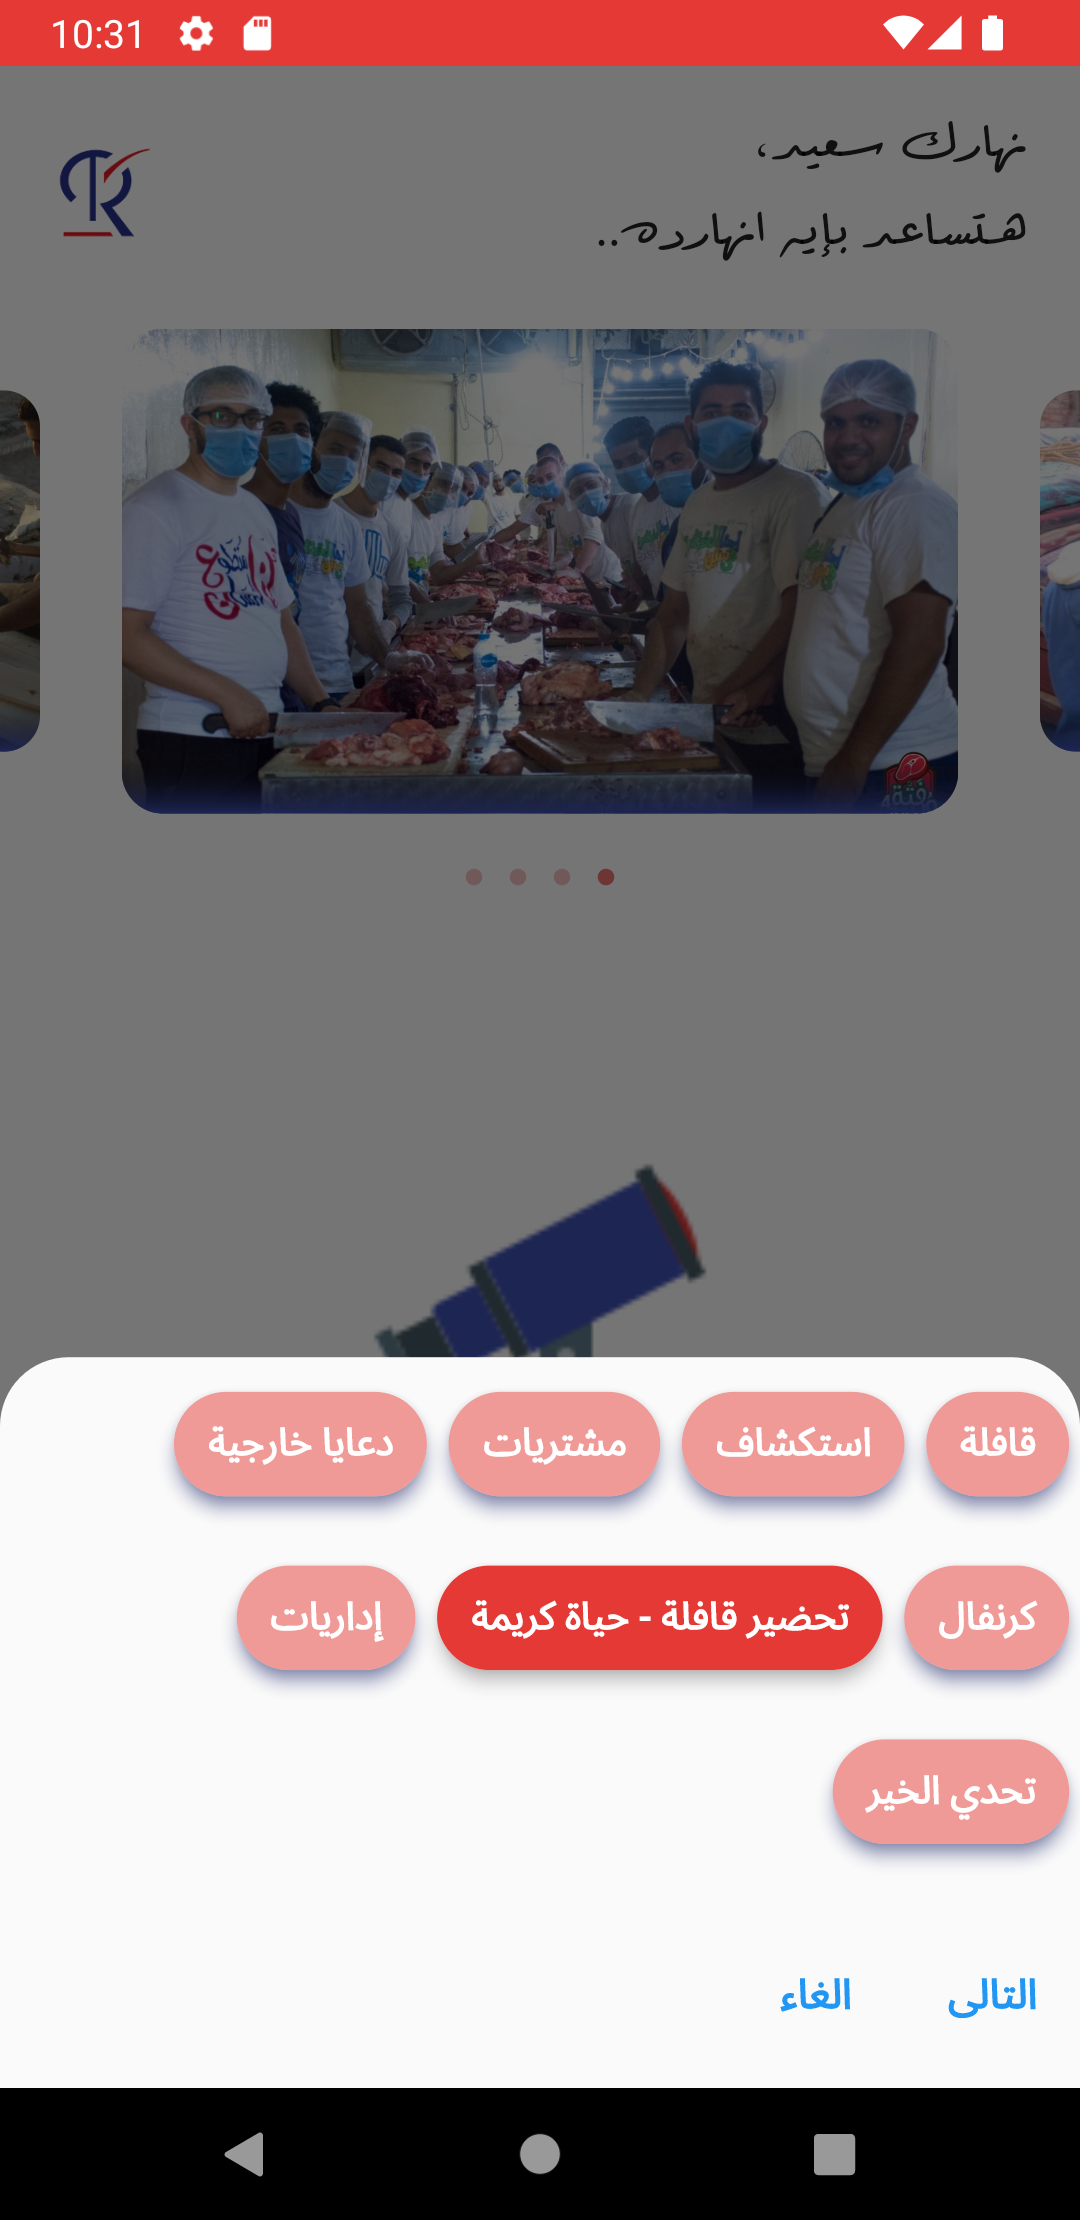 10:31
نهارك سعيد،
هتساعد بإيه انهارده..
قافلة
استكشاف
مشتريات
دعايا خارجية
كرنفال
تحضير قافلة - حياة كريمة
إداريات
تحدي الخير
التالى
الغاء